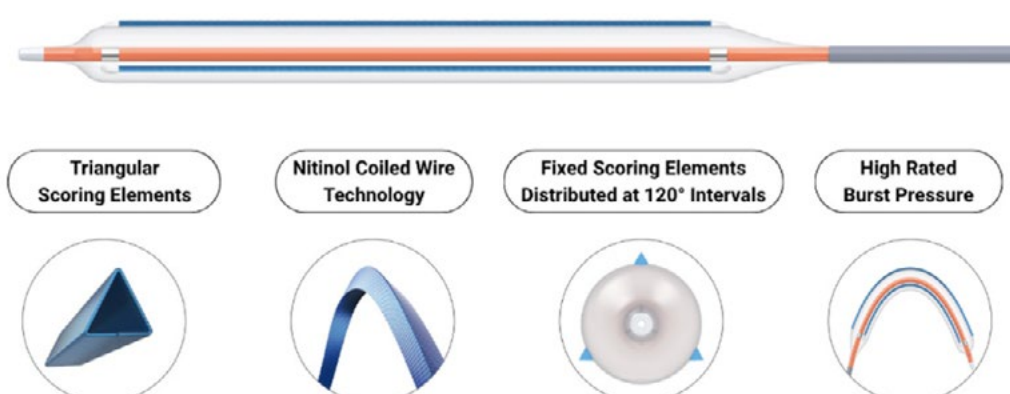 Triangular
Scoring Elements
Nitinol Coiled Wire
Technology
Fixed Scoring Elements
Distributed at 120° Intervals
High Rated
Burst Pressure